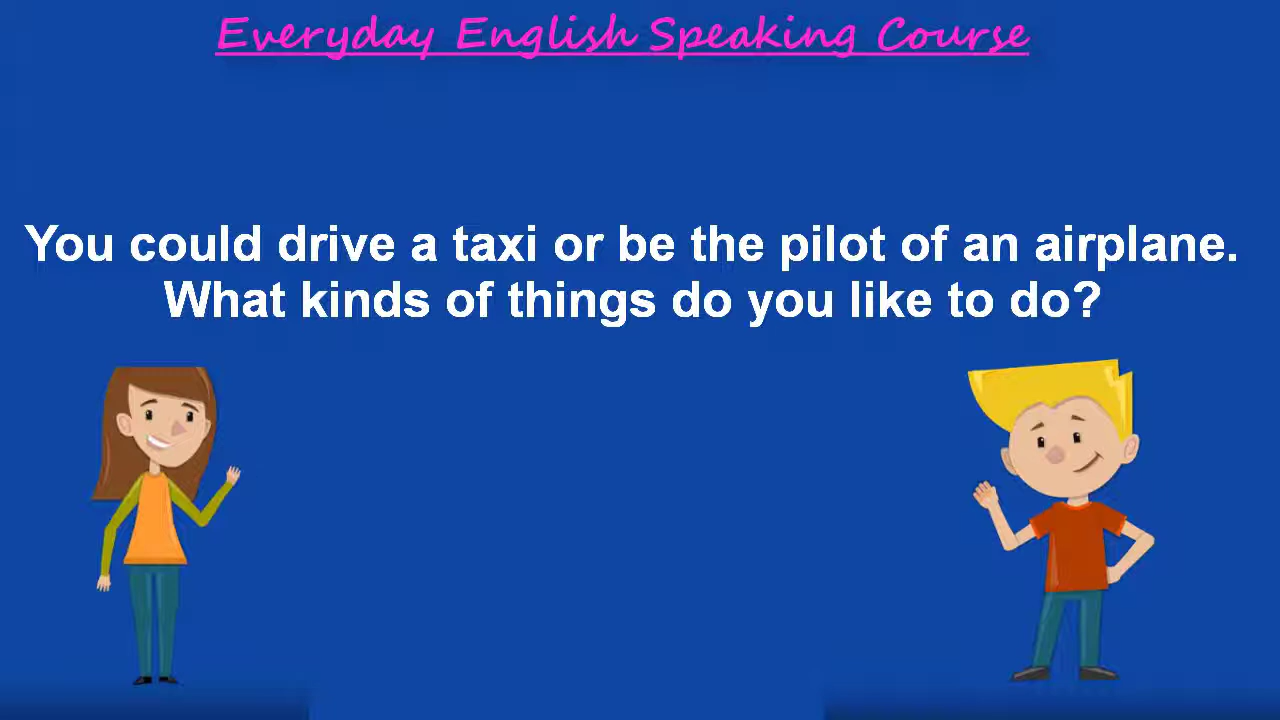 Everyday English Speaking Course
You could drive a taxi or be the pilot of an airplane.
What kinds of things do you like to do?